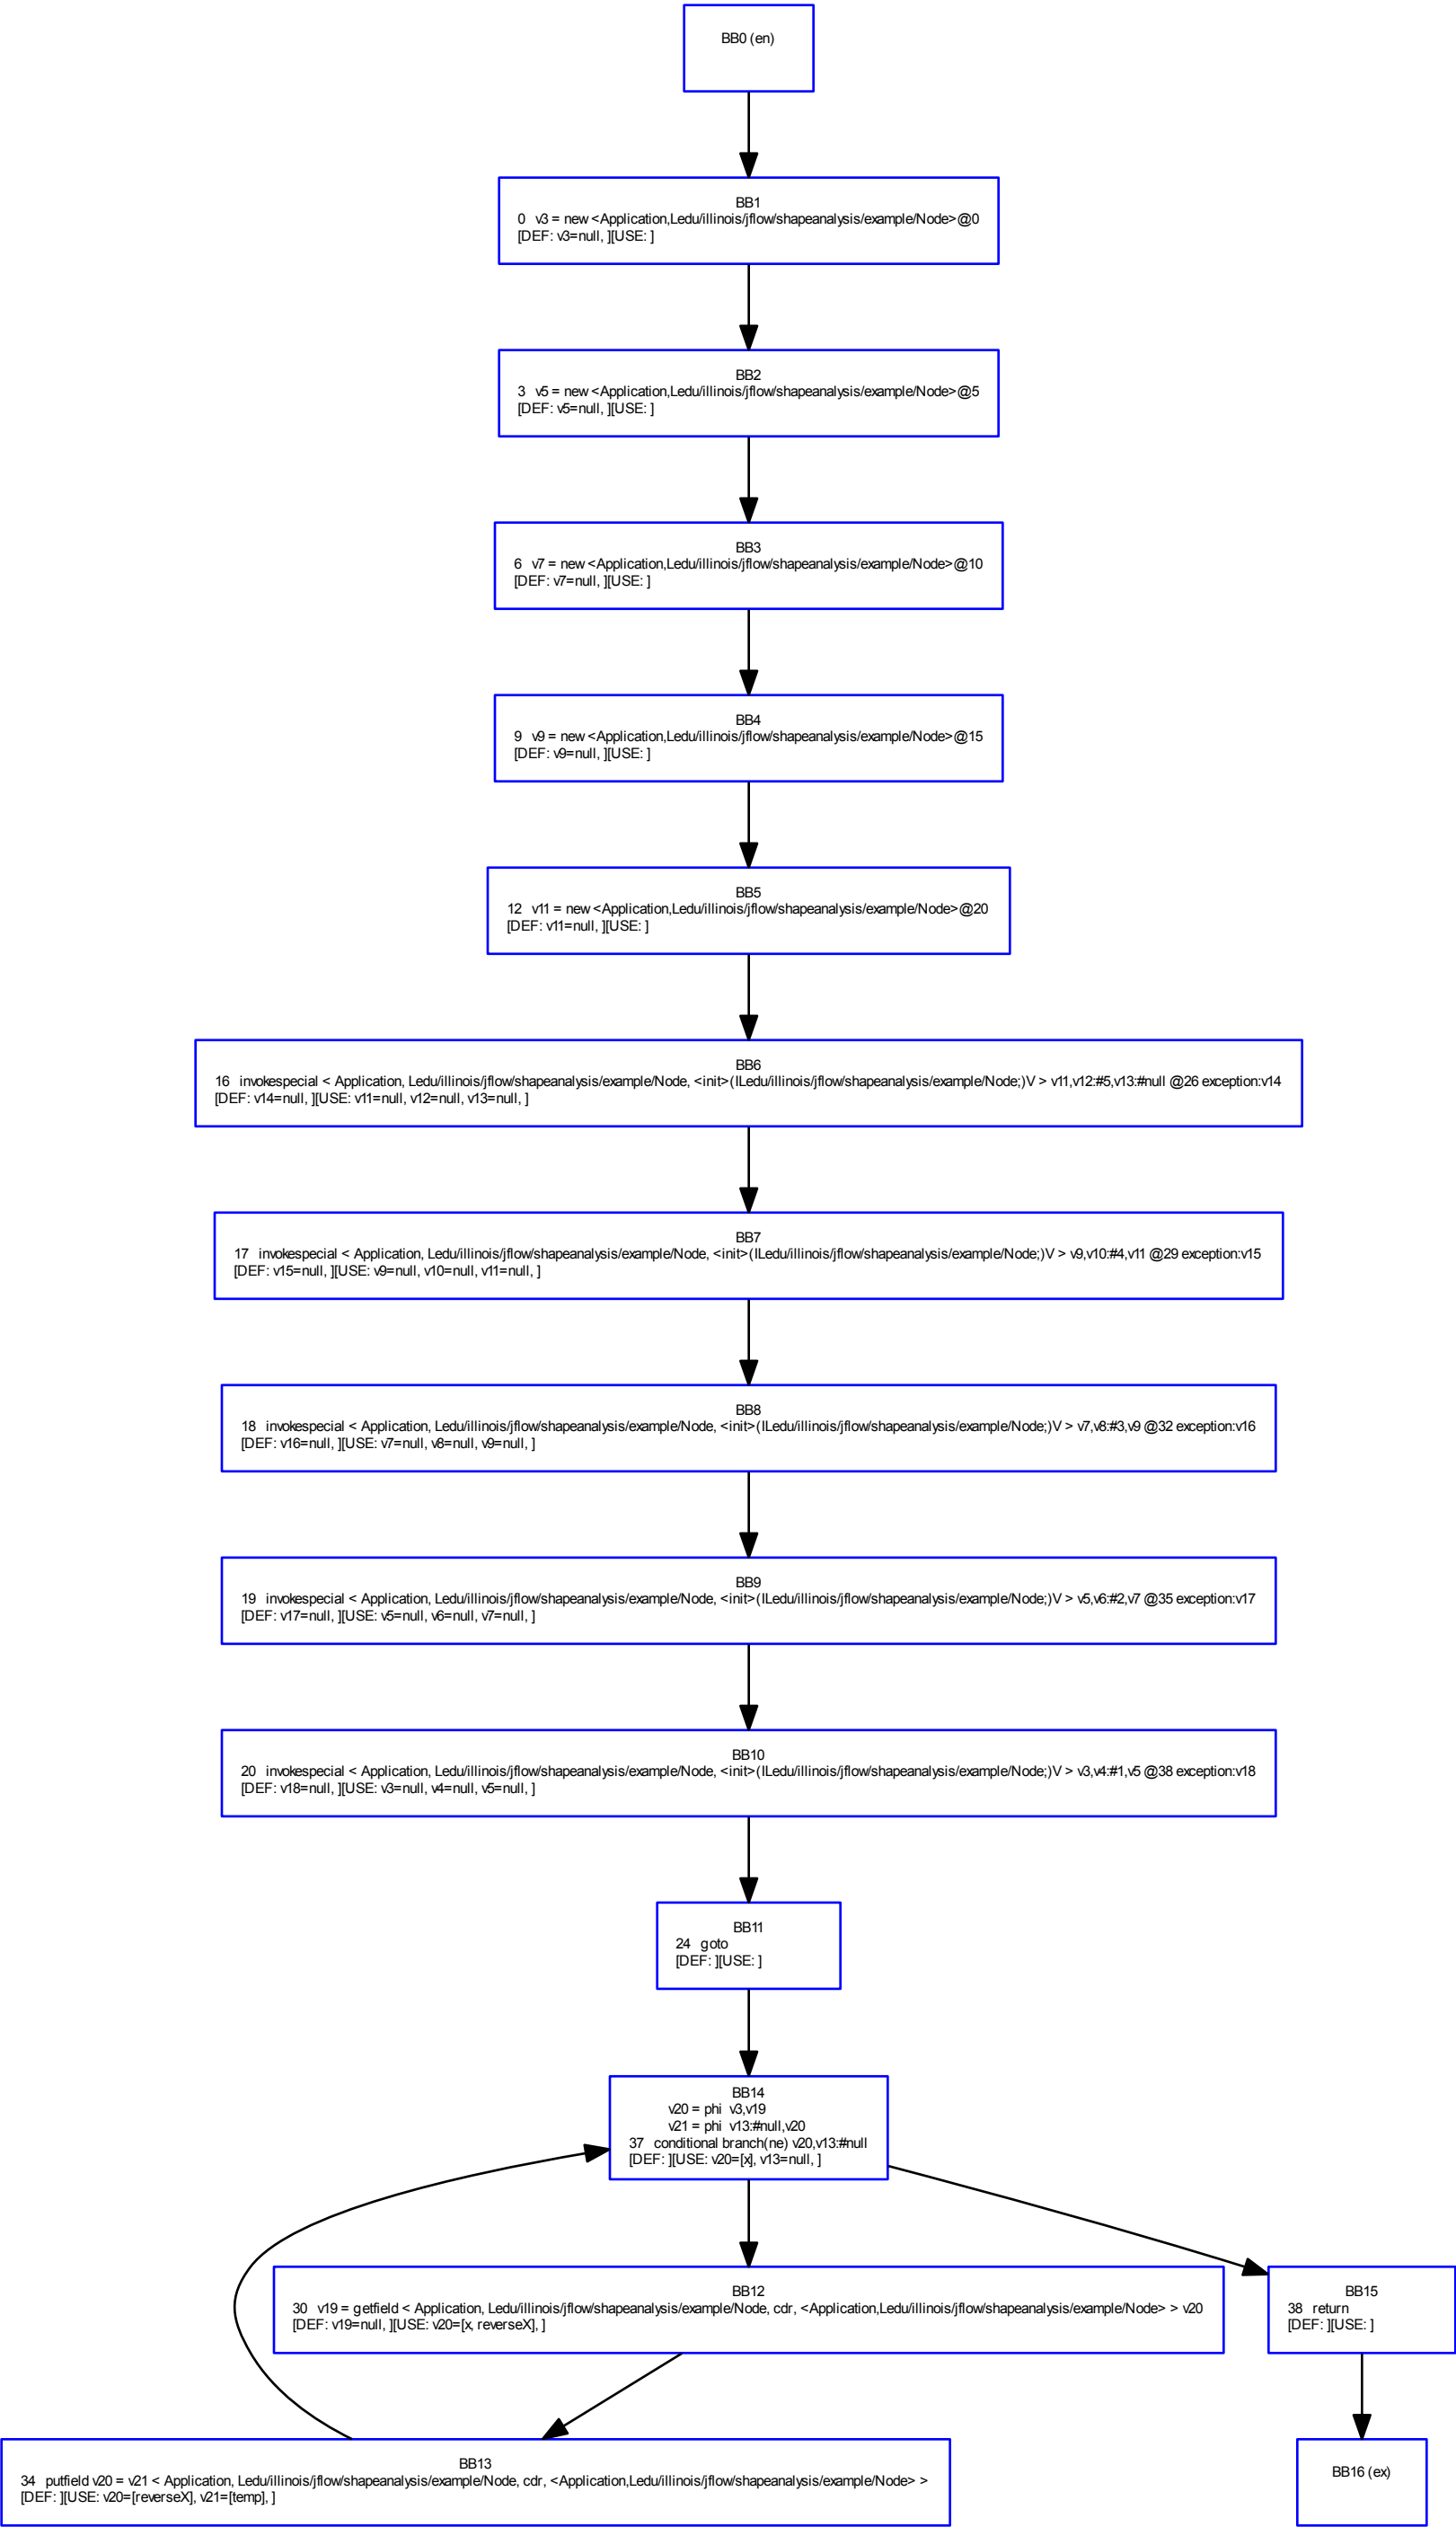 BB0 (en)
BB1
0 v3 = new <Application,Ledu/illinois/jflow/shapeanalysis/example/Node>@0
[DEF: v3=null, ][USE: ]
BB2
3 v5 = new <Application,Ledu/illinois/jflow/shapeanalysis/example/Node>@5
[DEF: v5=null, ][USE: ]
BB3
6 v7 = new <Application,Ledu/illinois/jflow/shapeanalysis/example/Node>@10
[DEF: v7=null, ][USE: ]
BB4
9 v9 = new <Application,Ledu/illinois/jflow/shapeanalysis/example/Node>@15
[DEF: v9=null, ][USE: ]
BB5
12 v11 = new <Application,Ledu/illinois/jflow/shapeanalysis/example/Node>@20
[DEF: v11=null, ][USE: ]
BB6
16 invokespecial < Application, Ledu/illinois/jflow/shapeanalysis/example/Node, <init>(ILedu/illinois/jflow/shapeanalysis/example/Node;)V > v11,v12:#5,v13:#null @26 exception:v14
[DEF: v14=null, ][USE: v11=null, v12=null, v13=null, ]
BB7
17 invokespecial < Application, Ledu/illinois/jflow/shapeanalysis/example/Node, <init>(ILedu/illinois/jflow/shapeanalysis/example/Node;)V > v9,v10:#4,v11 @29 exception:v15
[DEF: v15=null, ][USE: v9=null, v10=null, v11=null, ]
BB8
18 invokespecial < Application, Ledu/illinois/jflow/shapeanalysis/example/Node, <init>(ILedu/illinois/jflow/shapeanalysis/example/Node;)V > v7,v8:#3,v9 @32 exception:v16
[DEF: v16=null, ][USE: v7=null, v8=null, v9=null, ]
BB9
19 invokespecial < Application, Ledu/illinois/jflow/shapeanalysis/example/Node, <init>(ILedu/illinois/jflow/shapeanalysis/example/Node;)V > v5,v6:#2,v7 @35 exception:v17
[DEF: v17=null, ][USE: v5=null, v6=null, v7=null, ]
BB10
20 invokespecial < Application, Ledu/illinois/jflow/shapeanalysis/example/Node, <init>(ILedu/illinois/jflow/shapeanalysis/example/Node;)V > v3,v4:#1,v5 @38 exception:v18
[DEF: v18=null, ][USE: v3=null, v4=null, v5=null, ]
BB11
24 goto
[DEF: ][USE: ]
BB14
v20 = phi v3,v19
v21 = phi v13:#null,v20
37 conditional branch(ne) v20,v13:#null
[DEF: ][USE: v20=[x], v13=null, ]
BB12
30 v19 = getfield < Application, Ledu/illinois/jflow/shapeanalysis/example/Node, cdr, <Application,Ledu/illinois/jflow/shapeanalysis/example/Node> > v20
[DEF: v19=null, ][USE: v20=[x, reverseX], ]
BB15
38 return
[DEF: ][USE: ]
BB13
34 putfield v20 = v21 < Application, Ledu/illinois/jflow/shapeanalysis/example/Node, cdr, <Application,Ledu/illinois/jflow/shapeanalysis/example/Node> >
[DEF: ][USE: v20=[reverseX], v21=[temp], ]
BB16 (ex)